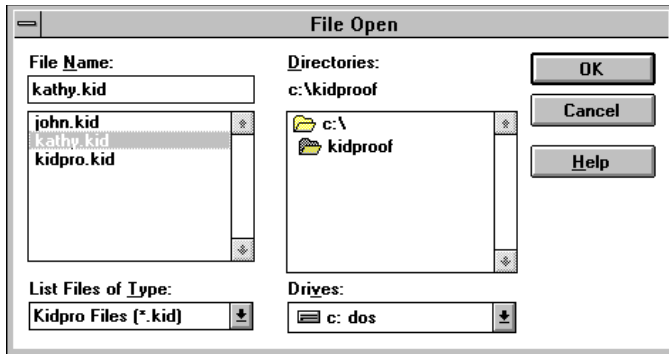 File Open
File Name:
kathy.kid
john.kid
kathy.kid
kidpro.kid
List Files of Type:
Kidpro Files (*.kid)
Directories:
c:\kidproof
c:\
kidproof
Drives:
c: dos
OK
Cancel
Help